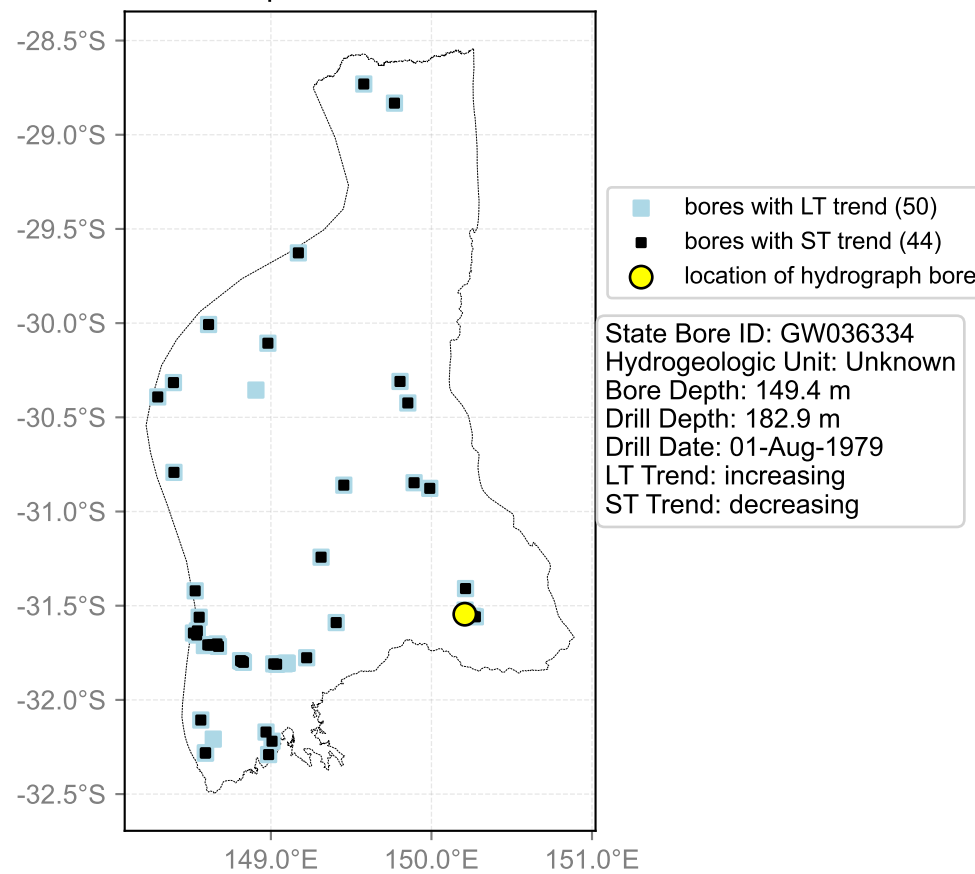 -28.5°S
-29.0°S
-29.5°S
-30.0°S
-30.5°S
-31.0°S
-31.5°S
-32.0°S
-32.5°S
149.0°E 150.0°E 151.0°E
bores with LT trend (50)
bores with ST trend (44)
location of hydrograph bore
State Bore ID: GW036334
Hydrogeologic Unit: Unknown
Bore Depth: 149.4 m
Drill Depth: 182.9 m
Drill Date: 01-Aug-1979
LT Trend: increasing
ST Trend: decreasing